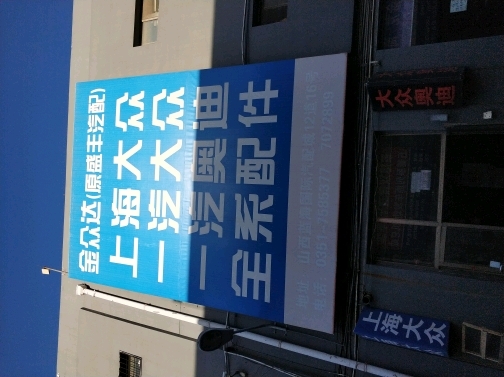 金众达(原盛丰汽配)
上海大众
一汽大众
一汽奥迪
全系配件
大众奥迪
上海大众